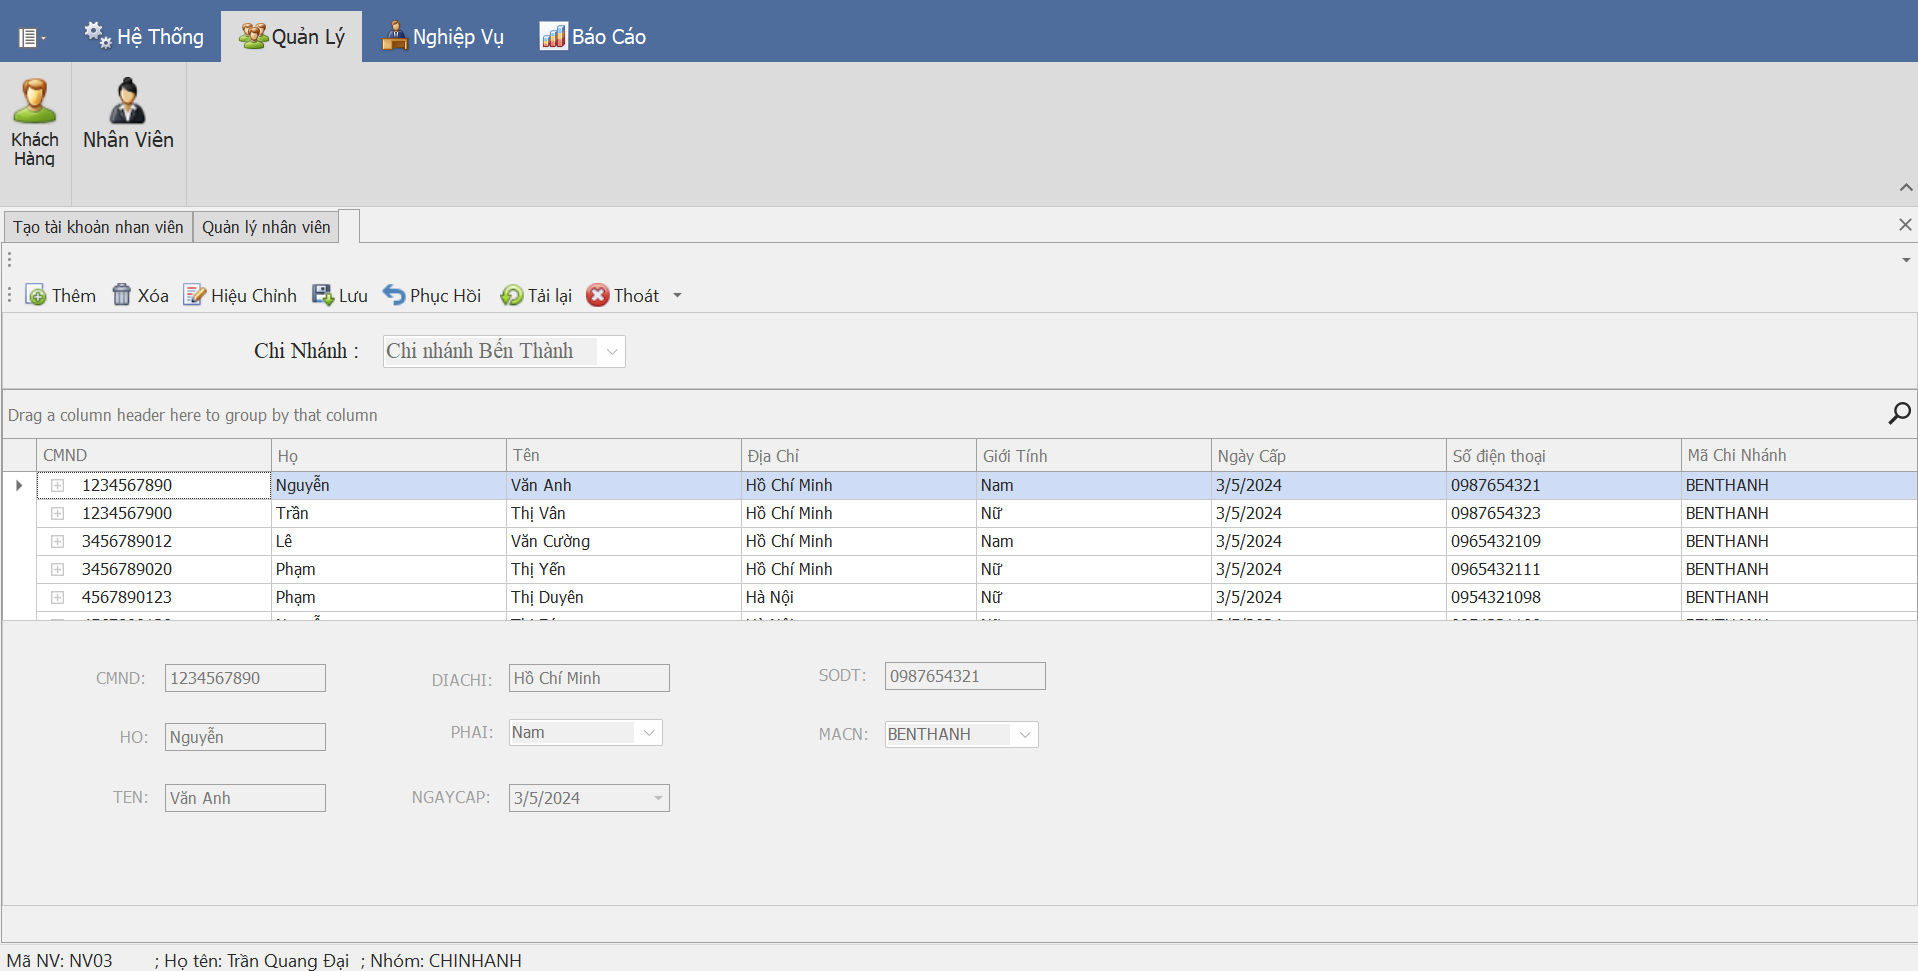 Hệ Thống Quản Lý Nghiệp Vụ Báo Cáo
Khách Hàng
Nhân Viên
Tạo tài khoản nhan viên Quản lý nhân viên
Thêm Xóa Hiệu Chỉnh Lưu Phục Hồi Tải lại Thoát
Chi Nhánh : Chi nhánh Bến Thành
Drag a column header here to group by that column
CMND Họ Tên Địa Chỉ Giới Tính Ngày Cấp Số điện thoại Mã Chi Nhánh
1234567890 Nguyễn Văn Anh Hồ Chí Minh Nam 3/5/2024 0987654321 BENTHANH
1234567900 Trần Thị Vân Hồ Chí Minh Nữ 3/5/2024 0987654323 BENTHANH
3456789012 Lê Văn Cường Hồ Chí Minh Nam 3/5/2024 0965432109 BENTHANH
3456789020 Phạm Thị Yến Hồ Chí Minh Nữ 3/5/2024 0965432111 BENTHANH
4567890123 Phạm Thị Duyên Hà Nội Nữ 3/5/2024 0954321098 BENTHANH
CMND: 1234567890 DIACHI: Hồ Chí Minh SODT: 0987654321
HO: Nguyễn PHAI: Nam MACN: BENTHANH
TEN: Văn Anh NGAYCAP: 3/5/2024
Mã NV: NV03 ; Họ tên: Trần Quang Đại ; Nhóm: CHINHANH